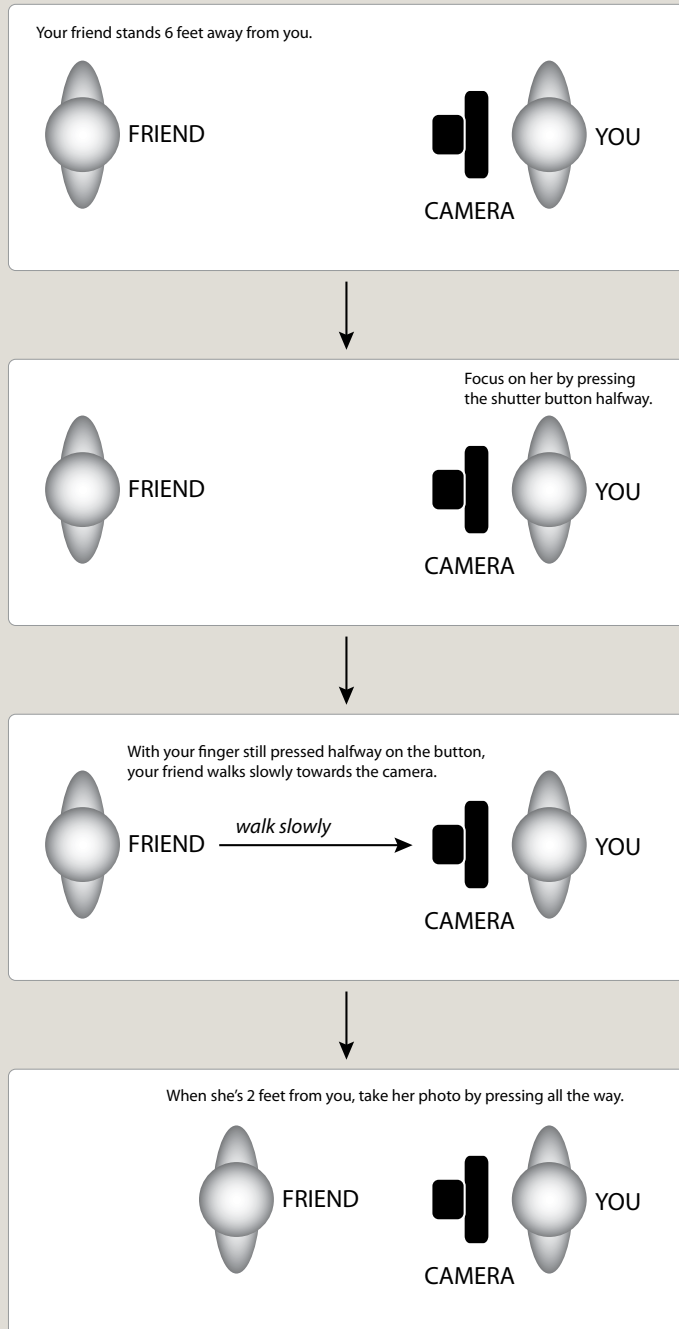 Your friend stands 6 feet away from you.
FRIEND
YOU
CAMERA
Focus on her by pressing
the shutter button halfway.
FRIEND
YOU
CAMERA
With your finger still pressed halfway on the button,
your friend walks slowly towards the camera.
walk slowly
FRIEND
YOU
CAMERA
When she's 2 feet from you, take her photo by pressing all the way.
FRIEND
YOU
CAMERA